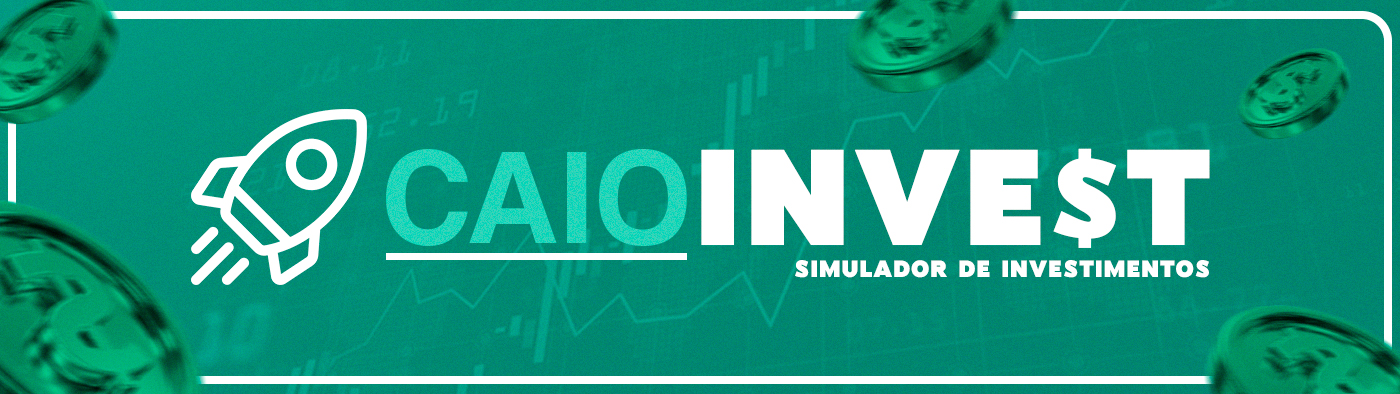 CAIOINVE$T
SIMULADOR DE INVESTIMENTOS